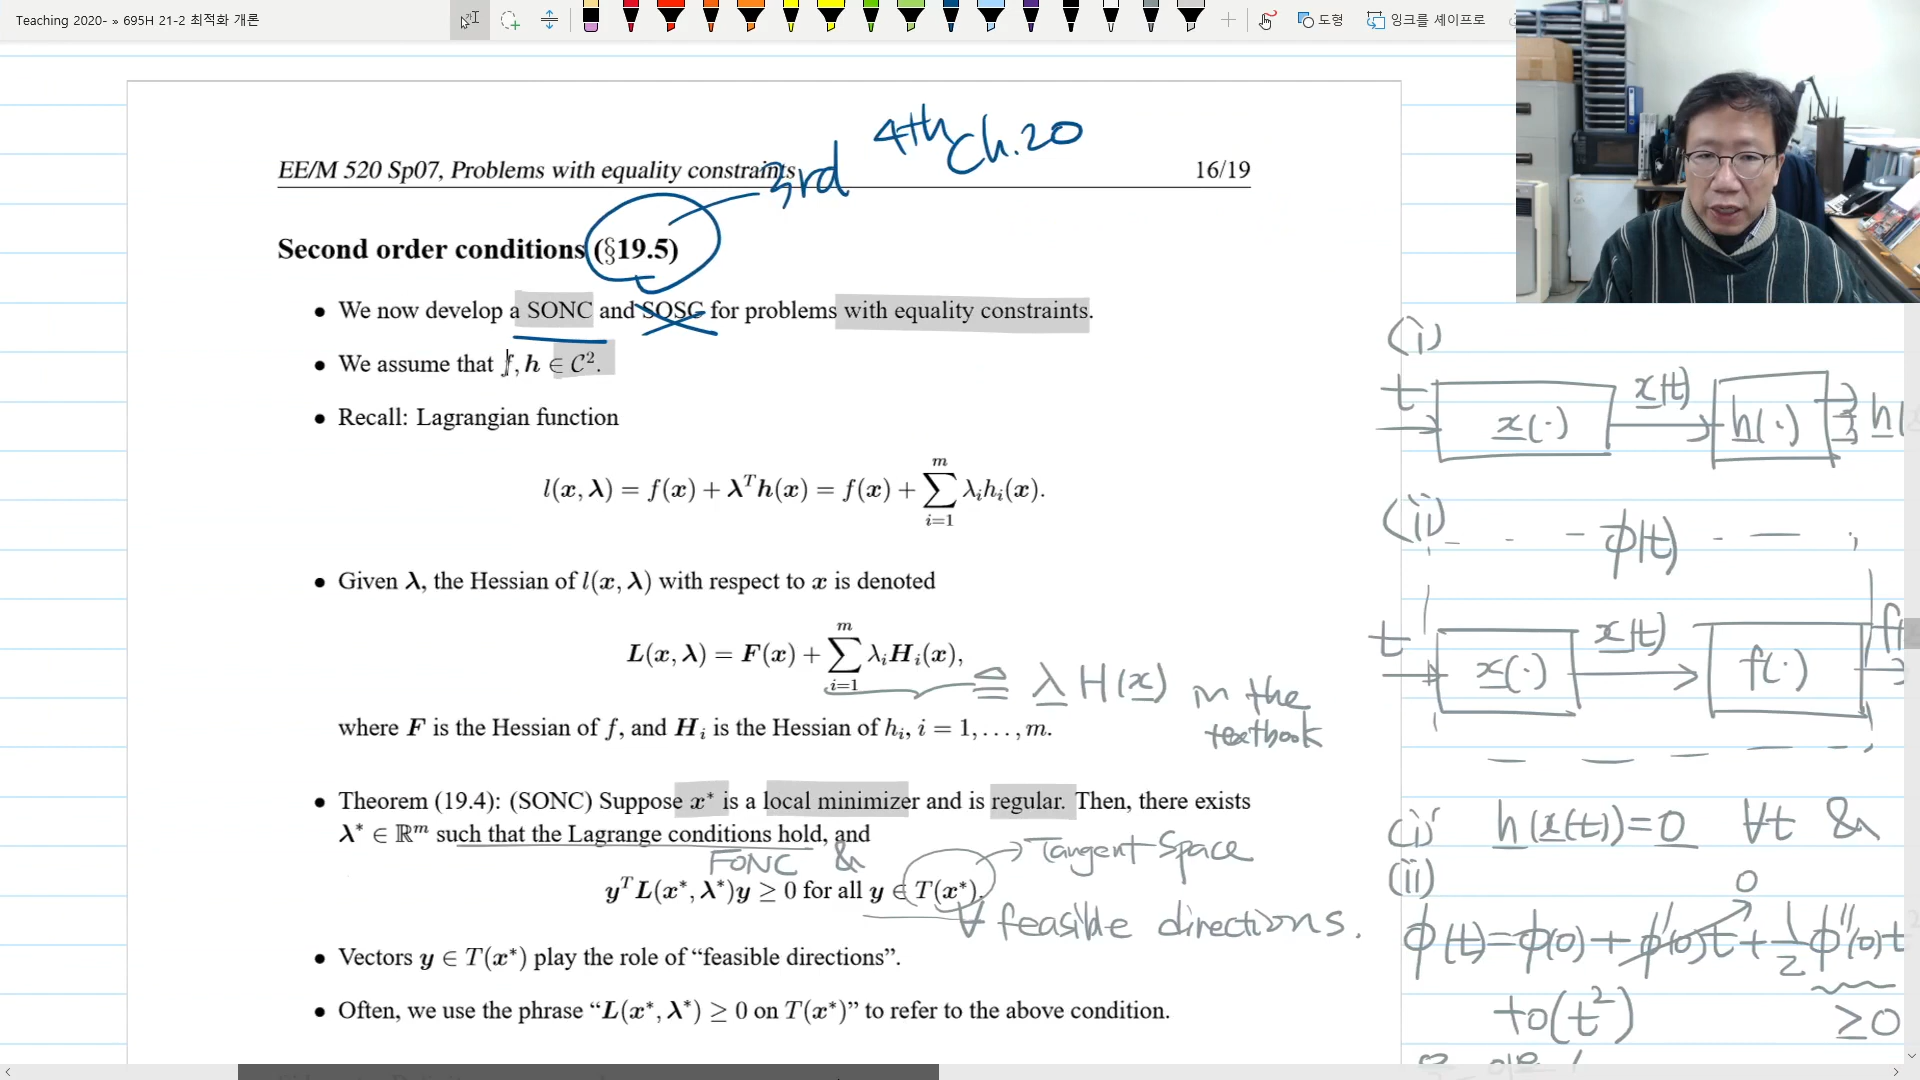 Teaching 2020- » 695H 21-2 최적화 개론
도형
잉크를 셰이프로
4th Ch.20
3rd
EE/M 520 Sp07, Problems with equality constraints
16/19
Second order conditions (§19.5)
• We now develop a SONC and SOSC for problems with equality constraints.
• We assume that f, h ∈ C².
• Recall: Lagrangian function
l(x, λ) = f(x) + λᵀh(x) = f(x) + ∑_{i=1}^{m} λᵢhᵢ(x).
• Given λ, the Hessian of l(x, λ) with respect to x is denoted
L(x, λ) = F(x) + ∑_{i=1}^{m} λᵢHᵢ(x),
≜ λH(x) in the textbook
where F is the Hessian of f, and Hᵢ is the Hessian of hᵢ, i = 1, . . . , m.
• Theorem (19.4): (SONC) Suppose x* is a local minimizer and is regular. Then, there exists
λ* ∈ ℝᵐ such that the Lagrange conditions hold, and
FONC &
→ Tangent Space
yᵀL(x*, λ*)y ≥ 0 for all y ∈ T(x*).
∀ feasible directions.
• Vectors y ∈ T(x*) play the role of “feasible directions”.
• Often, we use the phrase “L(x*, λ*) ≥ 0 on T(x*)” to refer to the above condition.
(i)
t x(·) x(t) h(·) h(
(ii)
φ(t)
t x(·) x(t) f(·) f(
(i)' h(x(t))=0 ∀t &
(ii)
0
φ(t)=φ(0)+φ'(0)t+½φ''(0)t
+o(t²) ≥0